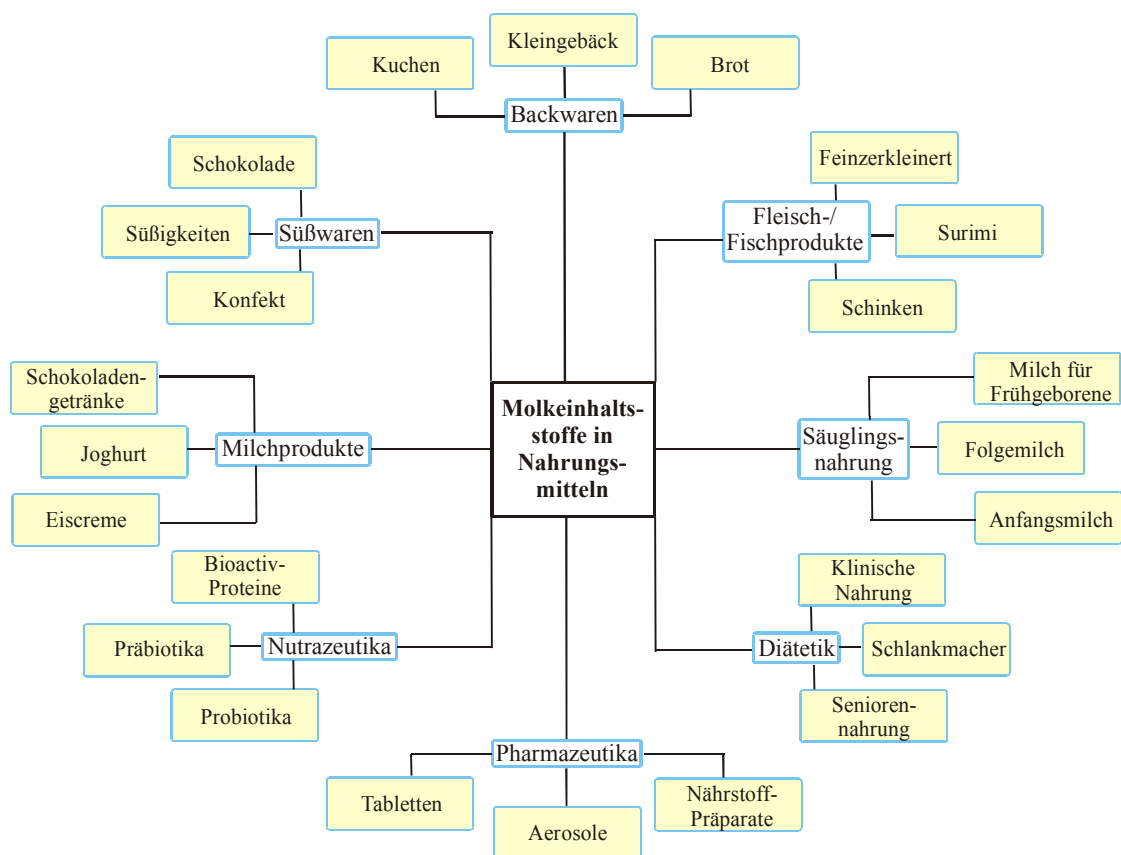 Kleingebäck
Kuchen
Brot
Backwaren
Schokolade
Süßigkeiten
Süßwaren
Konfekt
Feinzerkleinert
Fleisch-/
Fischprodukte
Surimi
Schinken
Schokoladen-
getränke
Joghurt
Milchprodukte
Eiscreme
Molkeinhalts-
stoffe in
Nahrungs-
mitteln
Milch für
Frühgeborene
Säuglings-
nahrung
Folgemilch
Anfangsmilch
Bioactiv-
Proteine
Präbiotika
Nutrazeutika
Probiotika
Klinische
Nahrung
Diätetik
Schlankmacher
Senioren-
nahrung
Pharmazeutika
Tabletten
Aerosole
Nährstoff-
Präparate